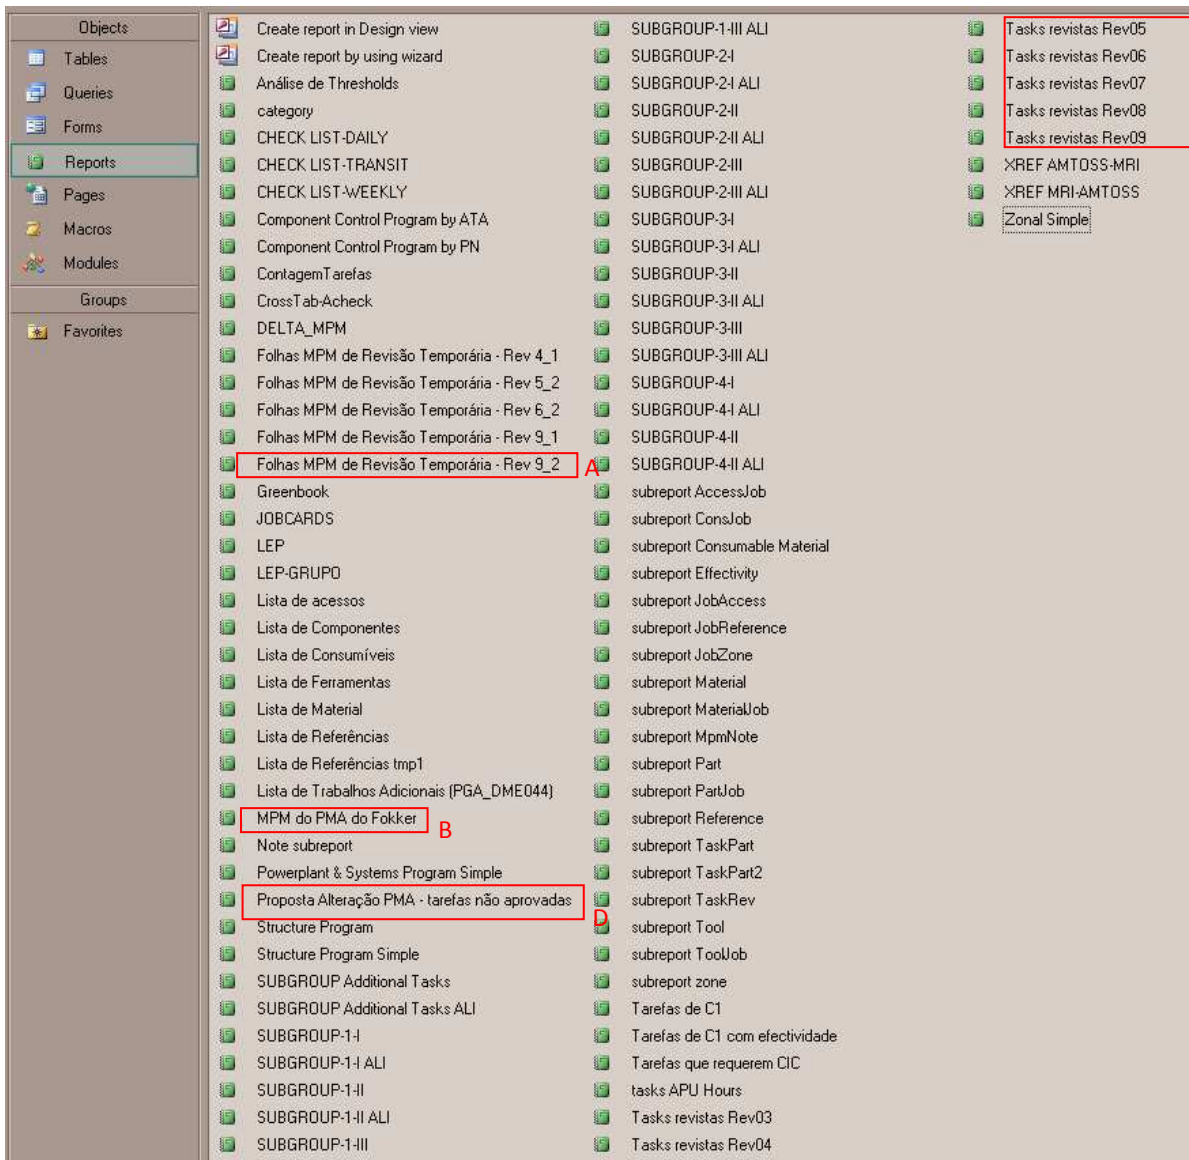 Objects
Tables
Queries
Forms
Reports
Pages
Macros
Modules
Groups
Favorites
Create report in Design view
Create report by using wizard
Análise de Thresholds
category
CHECK LIST-DAILY
CHECK LIST-TRANSIT
CHECK LIST-WEEKLY
Component Control Program by ATA
Component Control Program by PN
ContagemTarefas
CrossTab-Acheck
DELTA_MPM
Folhas MPM de Revisão Temporária - Rev 4_1
Folhas MPM de Revisão Temporária - Rev 5_2
Folhas MPM de Revisão Temporária - Rev 6_2
Folhas MPM de Revisão Temporária - Rev 9_1
Folhas MPM de Revisão Temporária - Rev 9_2
A
Greenbook
JOBCARDS
LEP
LEP-GRUPO
Lista de acessos
Lista de Componentes
Lista de Consumíveis
Lista de Ferramentas
Lista de Material
Lista de Referências
Lista de Referências tmp1
Lista de Trabalhos Adicionais (PGA_DME044)
MPM do PMA do Fokker
B
Note subreport
Powerplant & Systems Program Simple
Proposta Alteração PMA - tarefas não aprovadas
D
Structure Program
Structure Program Simple
SUBGROUP Additional Tasks
SUBGROUP Additional Tasks ALI
SUBGROUP-1-I
SUBGROUP-1-I ALI
SUBGROUP-1-II
SUBGROUP-1-II ALI
SUBGROUP-1-III
SUBGROUP-1-III ALI
SUBGROUP-2-I
SUBGROUP-2-I ALI
SUBGROUP-2-II
SUBGROUP-2-II ALI
SUBGROUP-2-III
SUBGROUP-2-III ALI
SUBGROUP-3-I
SUBGROUP-3-I ALI
SUBGROUP-3-II
SUBGROUP-3-II ALI
SUBGROUP-3-III
SUBGROUP-3-III ALI
SUBGROUP-4-I
SUBGROUP-4-I ALI
SUBGROUP-4-II
SUBGROUP-4-II ALI
subreport AccessJob
subreport ConsJob
subreport Consumable Material
subreport Effectivity
subreport JobAccess
subreport JobReference
subreport JobZone
subreport Material
subreport MaterialJob
subreport MpmNote
subreport Part
subreport PartJob
subreport Reference
subreport TaskPart
subreport TaskPart2
subreport TaskRev
subreport Tool
subreport ToolJob
subreport zone
Tarefas de C1
Tarefas de C1 com efectividade
Tarefas que requerem CIC
tasks APU Hours
Tasks revistas Rev03
Tasks revistas Rev04
Tasks revistas Rev05
Tasks revistas Rev06
Tasks revistas Rev07
Tasks revistas Rev08
Tasks revistas Rev09
XREF AMTOSS-MRI
XREF MRI-AMTOSS
Zonal Simple